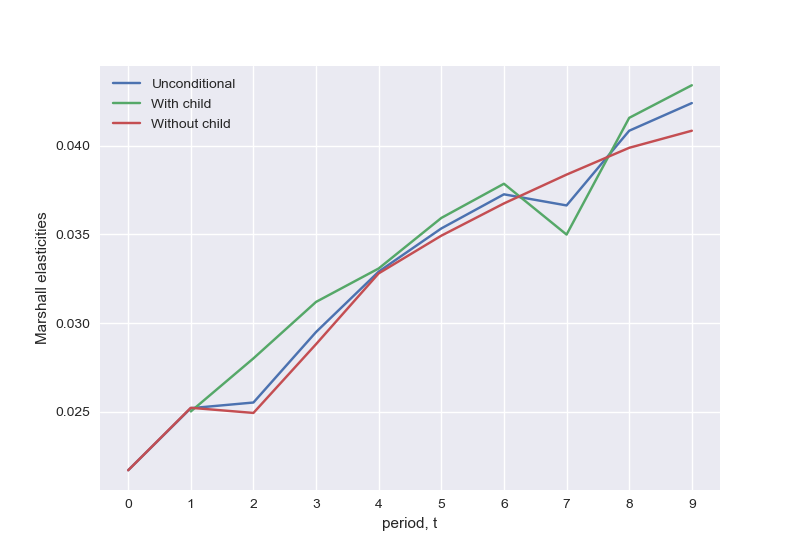 Unconditional
With child
Without child
0.040
0.035
0.030
0.025
Marshall elasticities
0 1 2 3 4 5 6 7 8 9
period, t